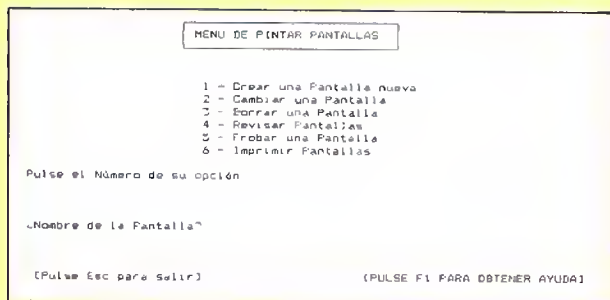 MENU DE PINTAR PANTALLAS
1 - Crear una Pantalla nueva
2 - Cambiar una Pantalla
3 - Borrar una Pantalla
4 - Revisar Pantallas
5 - Probar una Pantalla
6 - Imprimir Pantallas
Pulse el Número de su opción
¿Nombre de la Pantalla?
[Pulse Esc para Salir]
[PULSE F1 PARA OBTENER AYUDA]